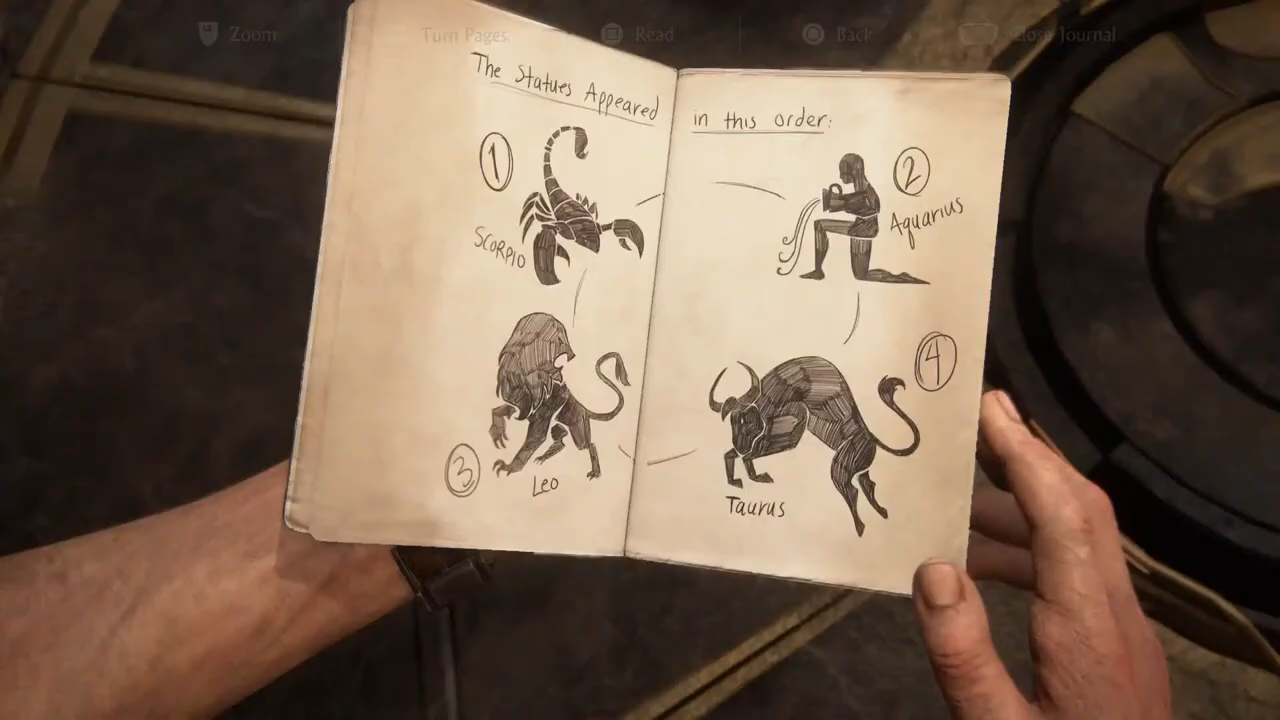 Zoom
Turn Pages
Read
Back
Close Journal
The Statues Appeared
in this order:
1
2
Scorpio
Aquarius
3
4
Leo
Taurus